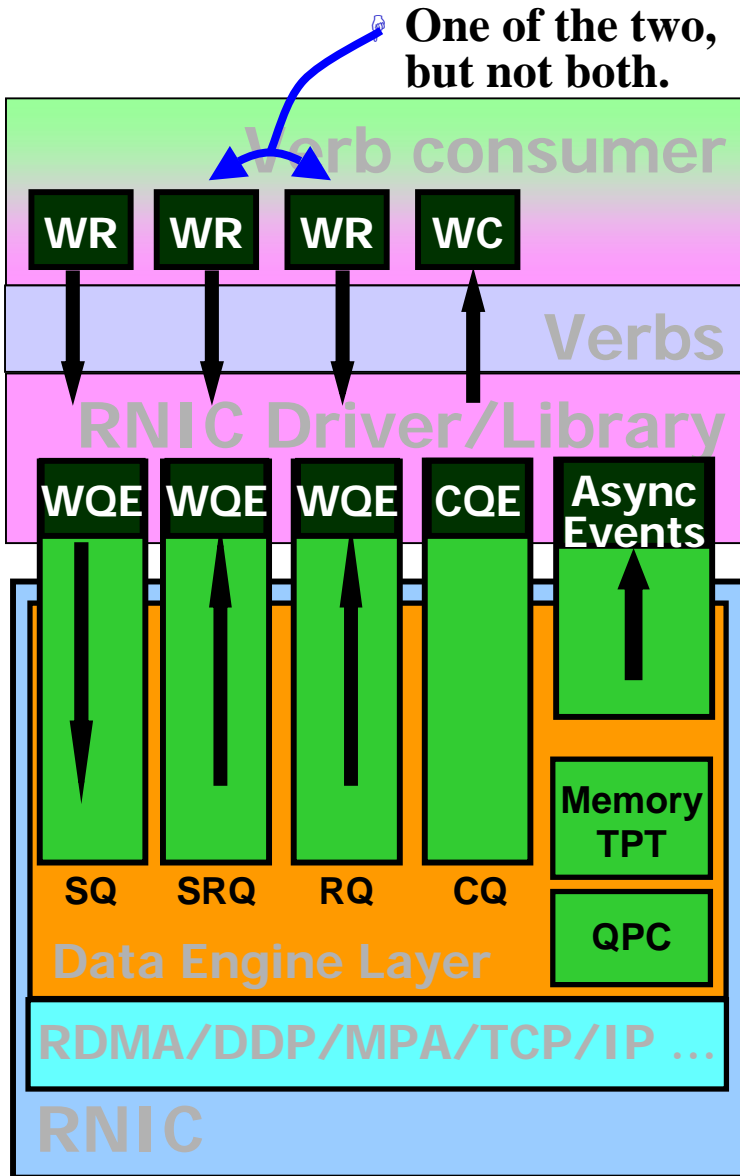 One of the two,
but not both.
Verb consumer
WR WR WR WC
Verbs
RNIC Driver/Library
WQE WQE WQE CQE Async
Events
Memory
TPT
SQ SRQ RQ CQ
QPC
Data Engine Layer
RDMA/DDP/MPA/TCP/IP ...
RNIC